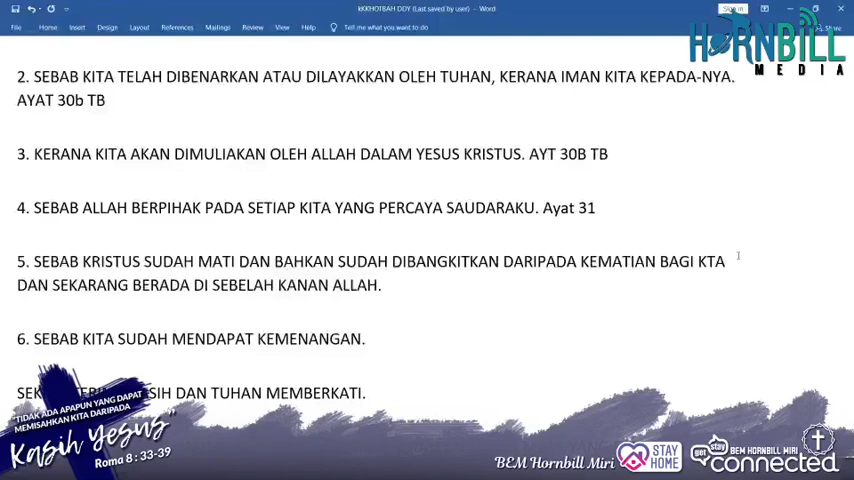 kKKHOTBAH DDY (Last saved by user) - Word
Sign in
File Home Insert Design Layout References Mailings Review View Help Tell me what you want to do Share
HORNBILL
MEDIA
2. SEBAB KITA TELAH DIBENARKAN ATAU DILAYAKKAN OLEH TUHAN, KERANA IMAN KITA KEPADA-NYA.
AYAT 30b TB
3. KERANA KITA AKAN DIMULIAKAN OLEH ALLAH DALAM YESUS KRISTUS. AYT 30B TB
4. SEBAB ALLAH BERPIHAK PADA SETIAP KITA YANG PERCAYA SAUDARAKU. Ayat 31
5. SEBAB KRISTUS SUDAH MATI DAN BAHKAN SUDAH DIBANGKITKAN DARIPADA KEMATIAN BAGI KTA
DAN SEKARANG BERADA DI SEBELAH KANAN ALLAH.
6. SEBAB KITA SUDAH MENDAPAT KEMENANGAN.
DAN TUHAN MEMBERKATI.
"TIDAK ADA APAPUN YANG DAPAT
MEMISAHKAN KITA DARIPADA
Kasih Yesus"
Roma 8 : 33-39
BEM Hornbill Miri
STAY
HOME
get stay
BEM HORNBILL MIRI
connected.